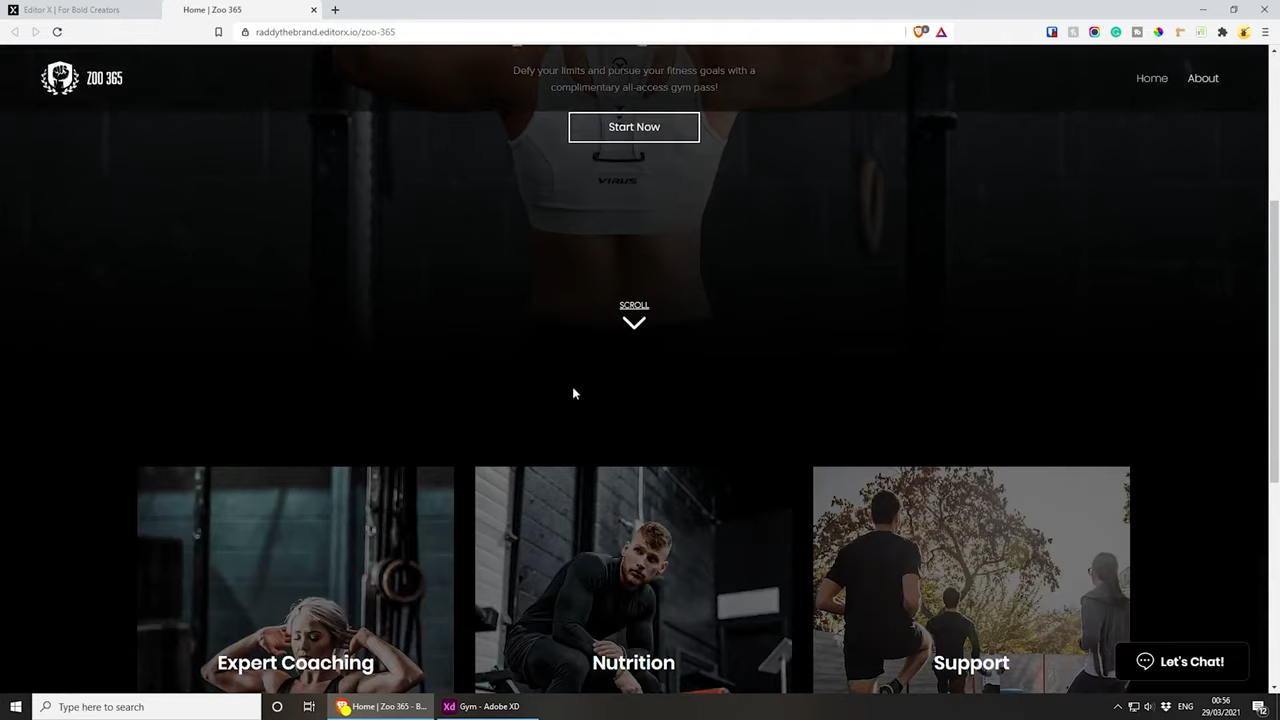 Editor X | For Bold Creators
Home | Zoo 365
raddythebrand.editorx.io/zoo-365
ZOO 365
Home
About
Defy your limits and pursue your fitness goals with a
complimentary all-access gym pass!
Start Now
VIRUS
SCROLL
Expert Coaching
Nutrition
Support
Let's Chat!
Type here to search
Home | Zoo 365 - B...
Xd
Gym - Adobe XD
ENG
00:56
29/03/2021
12